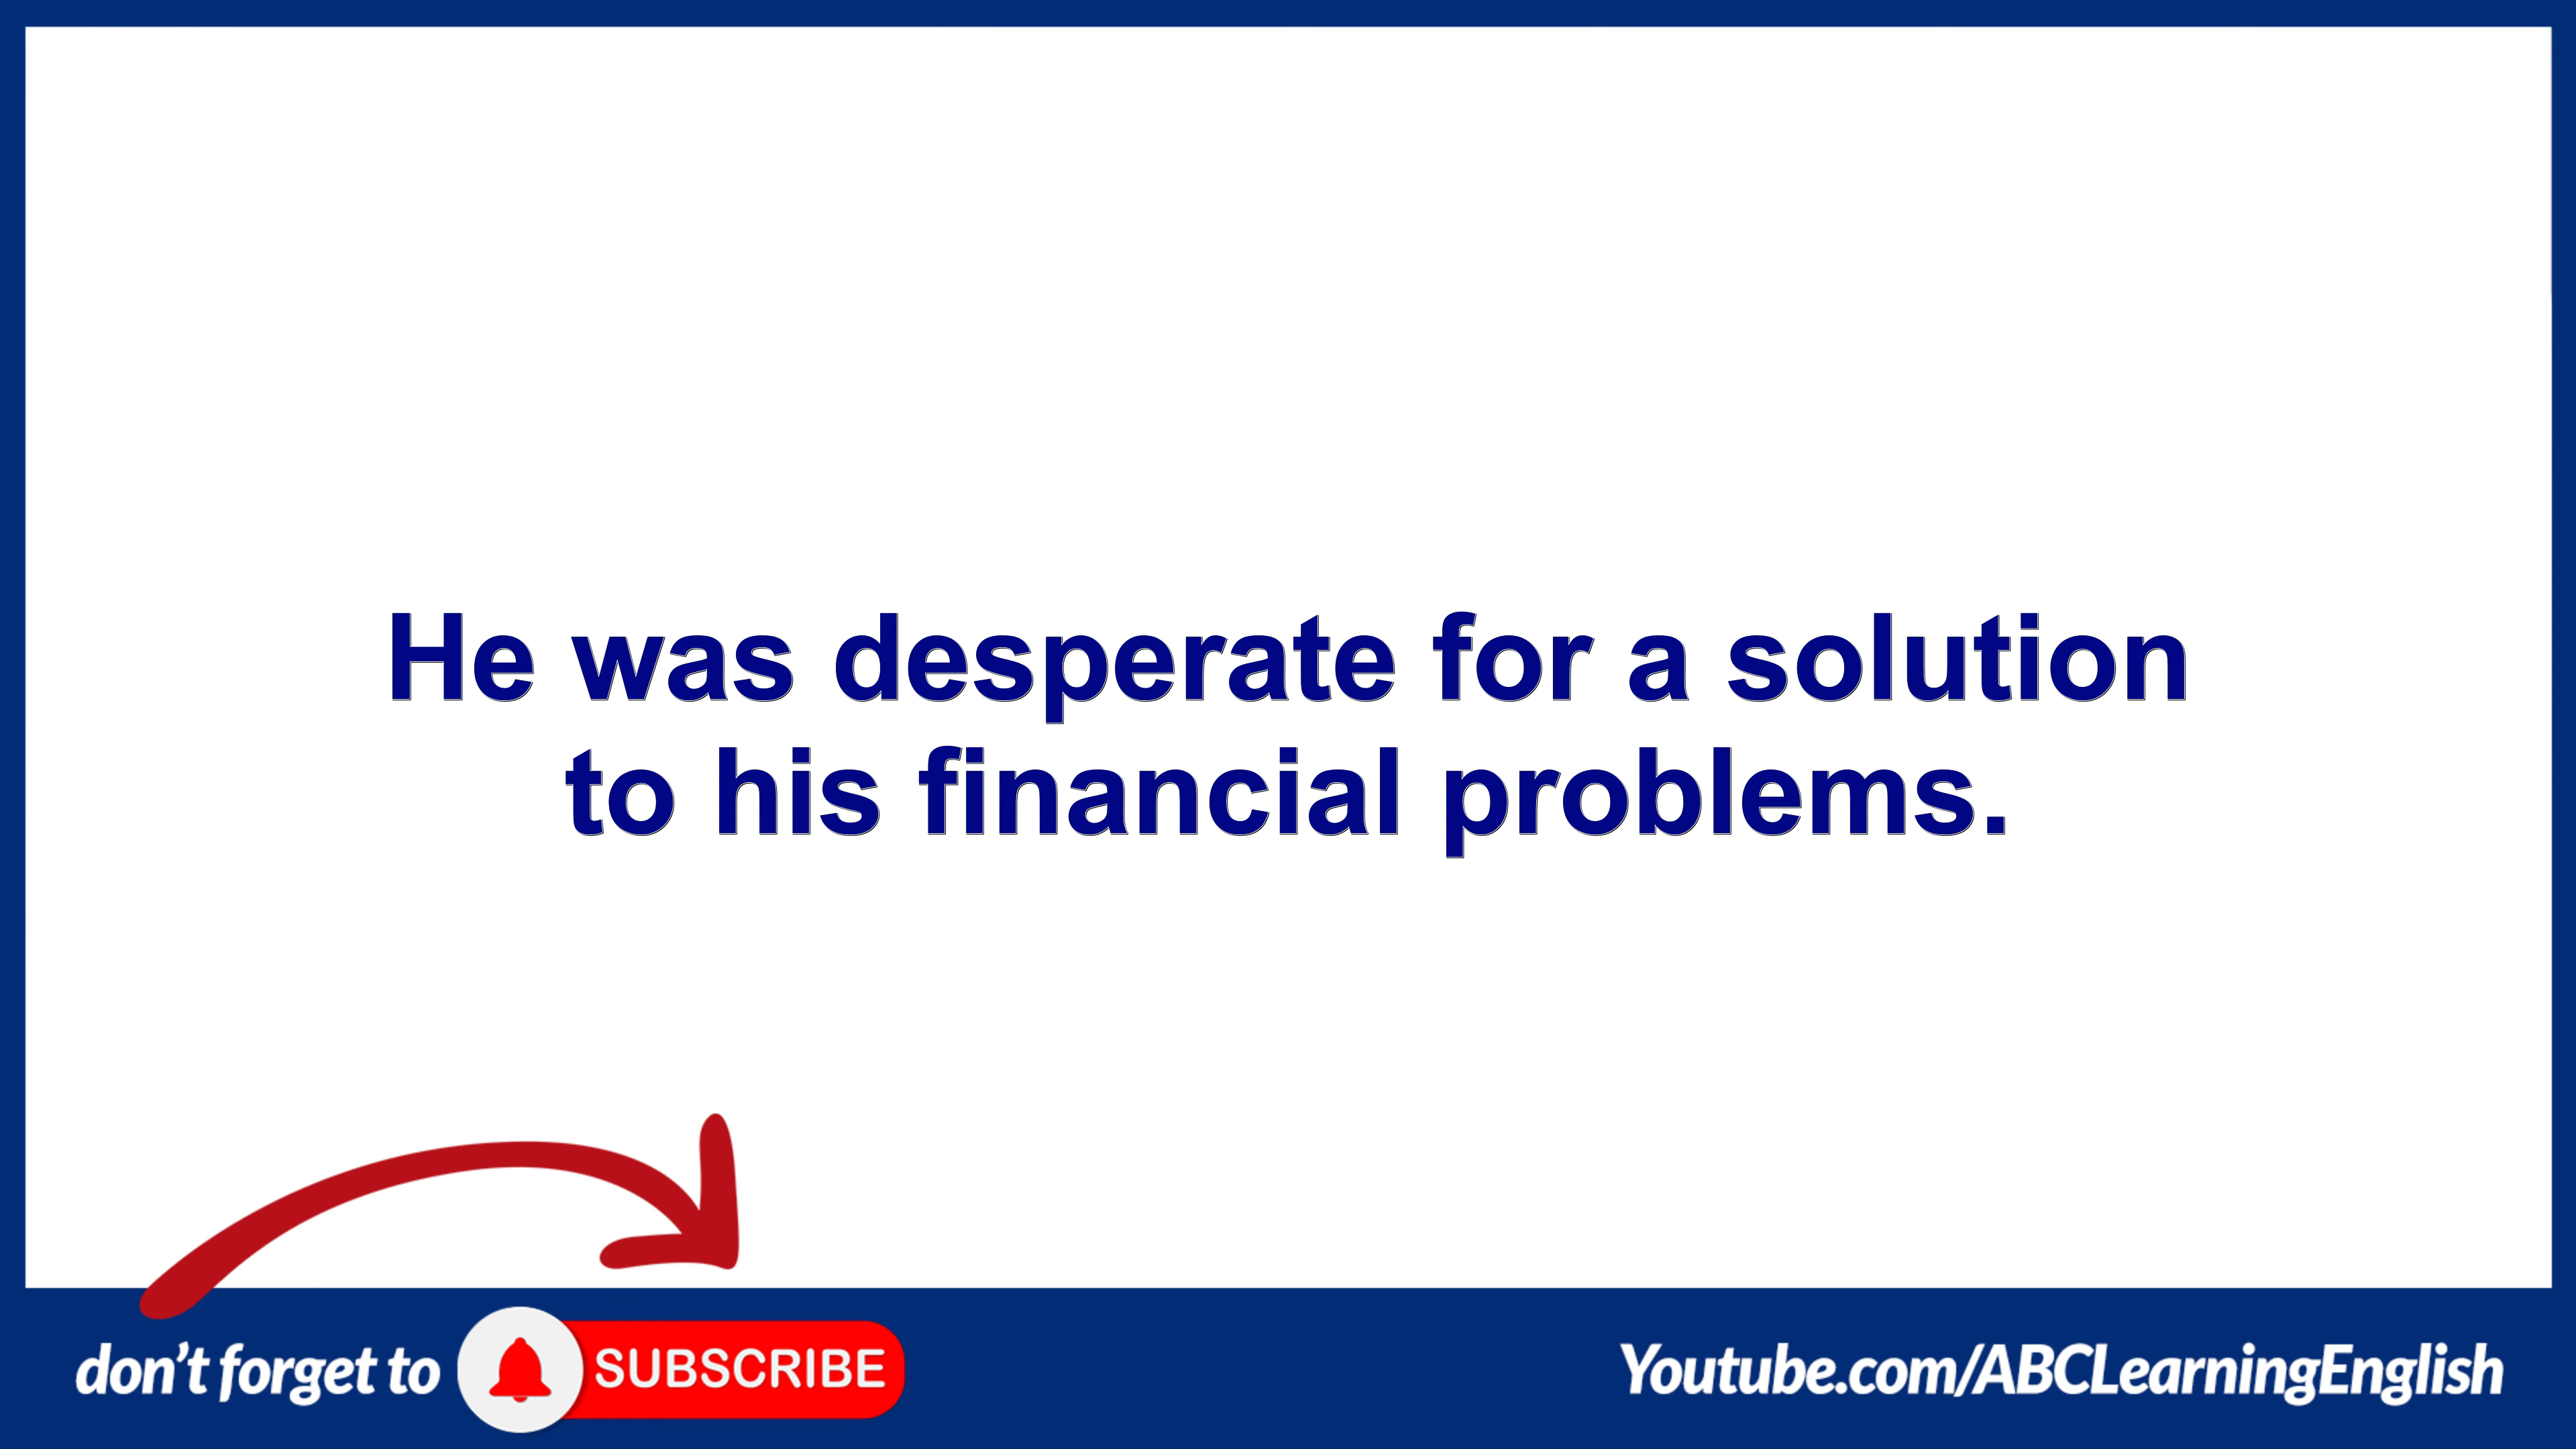 He was desperate for a solution
to his financial problems.
don't forget to SUBSCRIBE
Youtube.com/ABCLearningEnglish